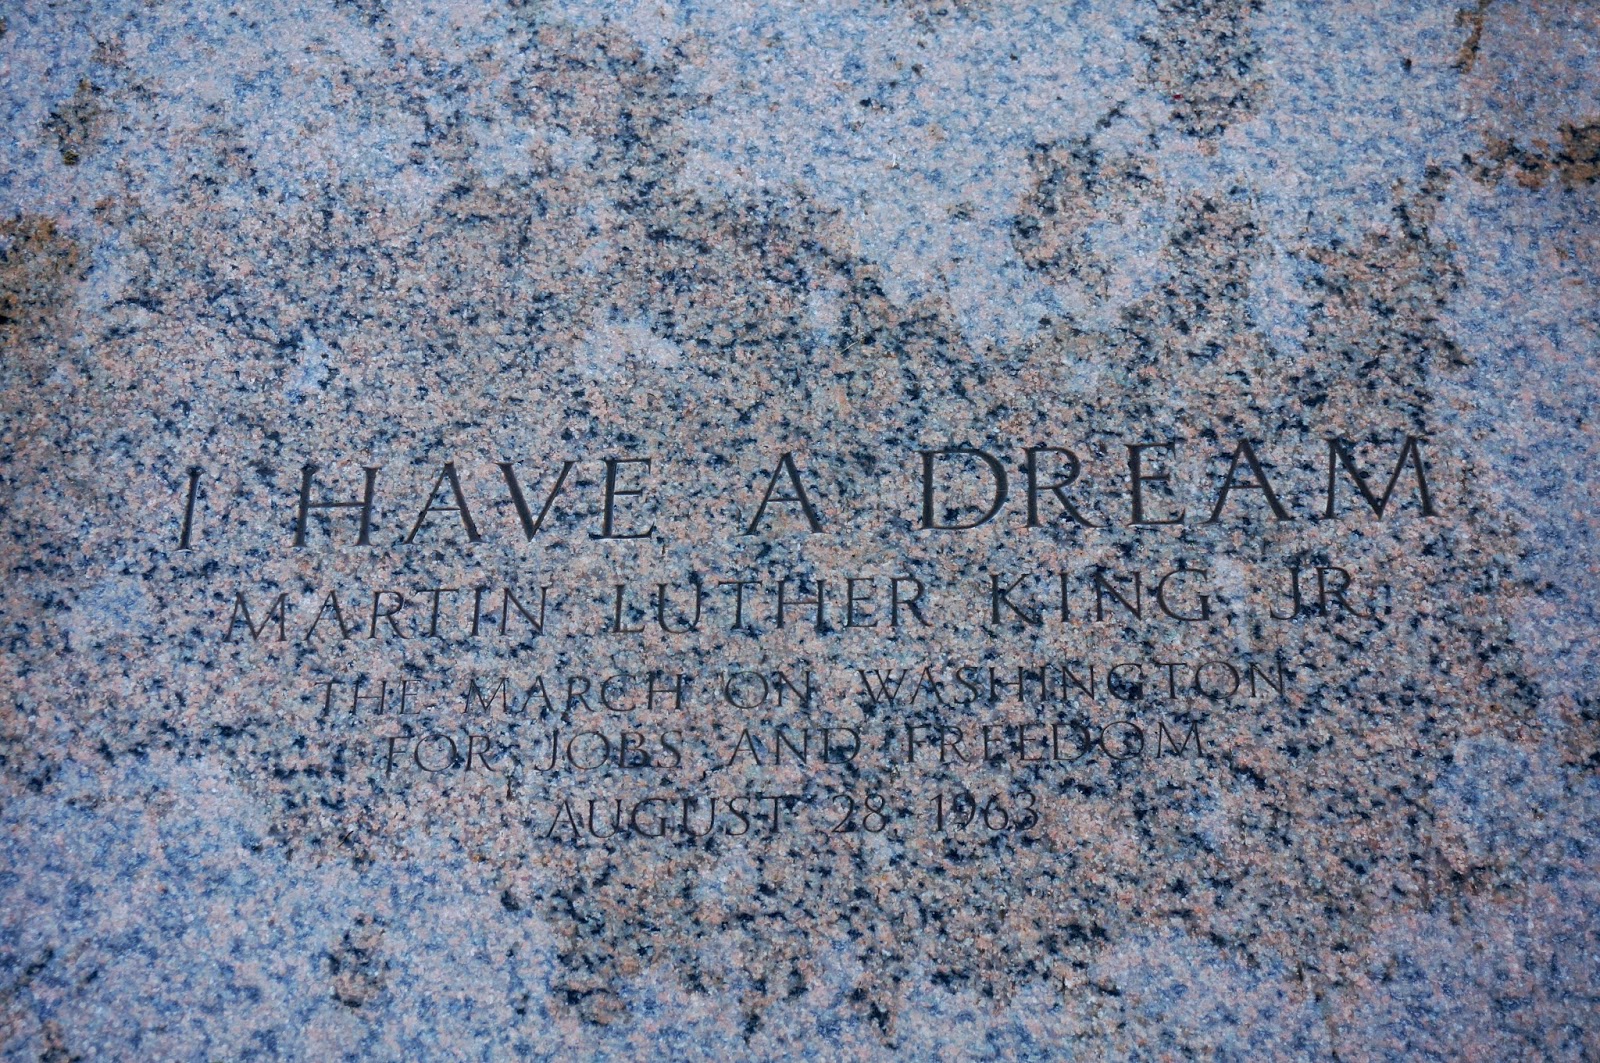 I HAVE A DREAM
MARTIN LUTHER KING JR
THE MARCH ON WASHINGTON
FOR JOBS AND FREEDOM
AUGUST 28 1963